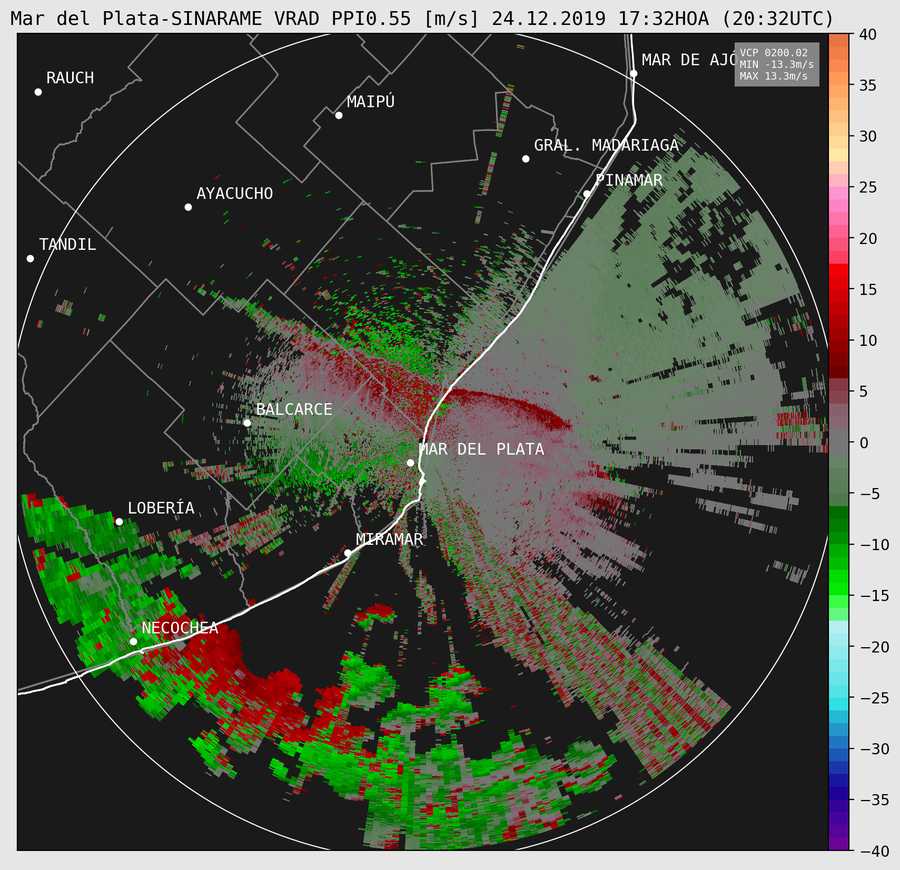 Mar del Plata-SINARAME VRAD PPI0.55 [m/s] 24.12.2019 17:32HOA (20:32UTC)
VCP 0200.02
MIN -13.3m/s
MAX 13.3m/s
MAR DE AJÓ
RAUCH
MAIPÚ
GRAL. MADARIAGA
PINAMAR
AYACUCHO
TANDIL
BALCARCE
MAR DEL PLATA
LOBERÍA
MIRAMAR
NECOCHEA
40
35
30
25
20
15
10
5
0
−5
−10
−15
−20
−25
−30
−35
−40